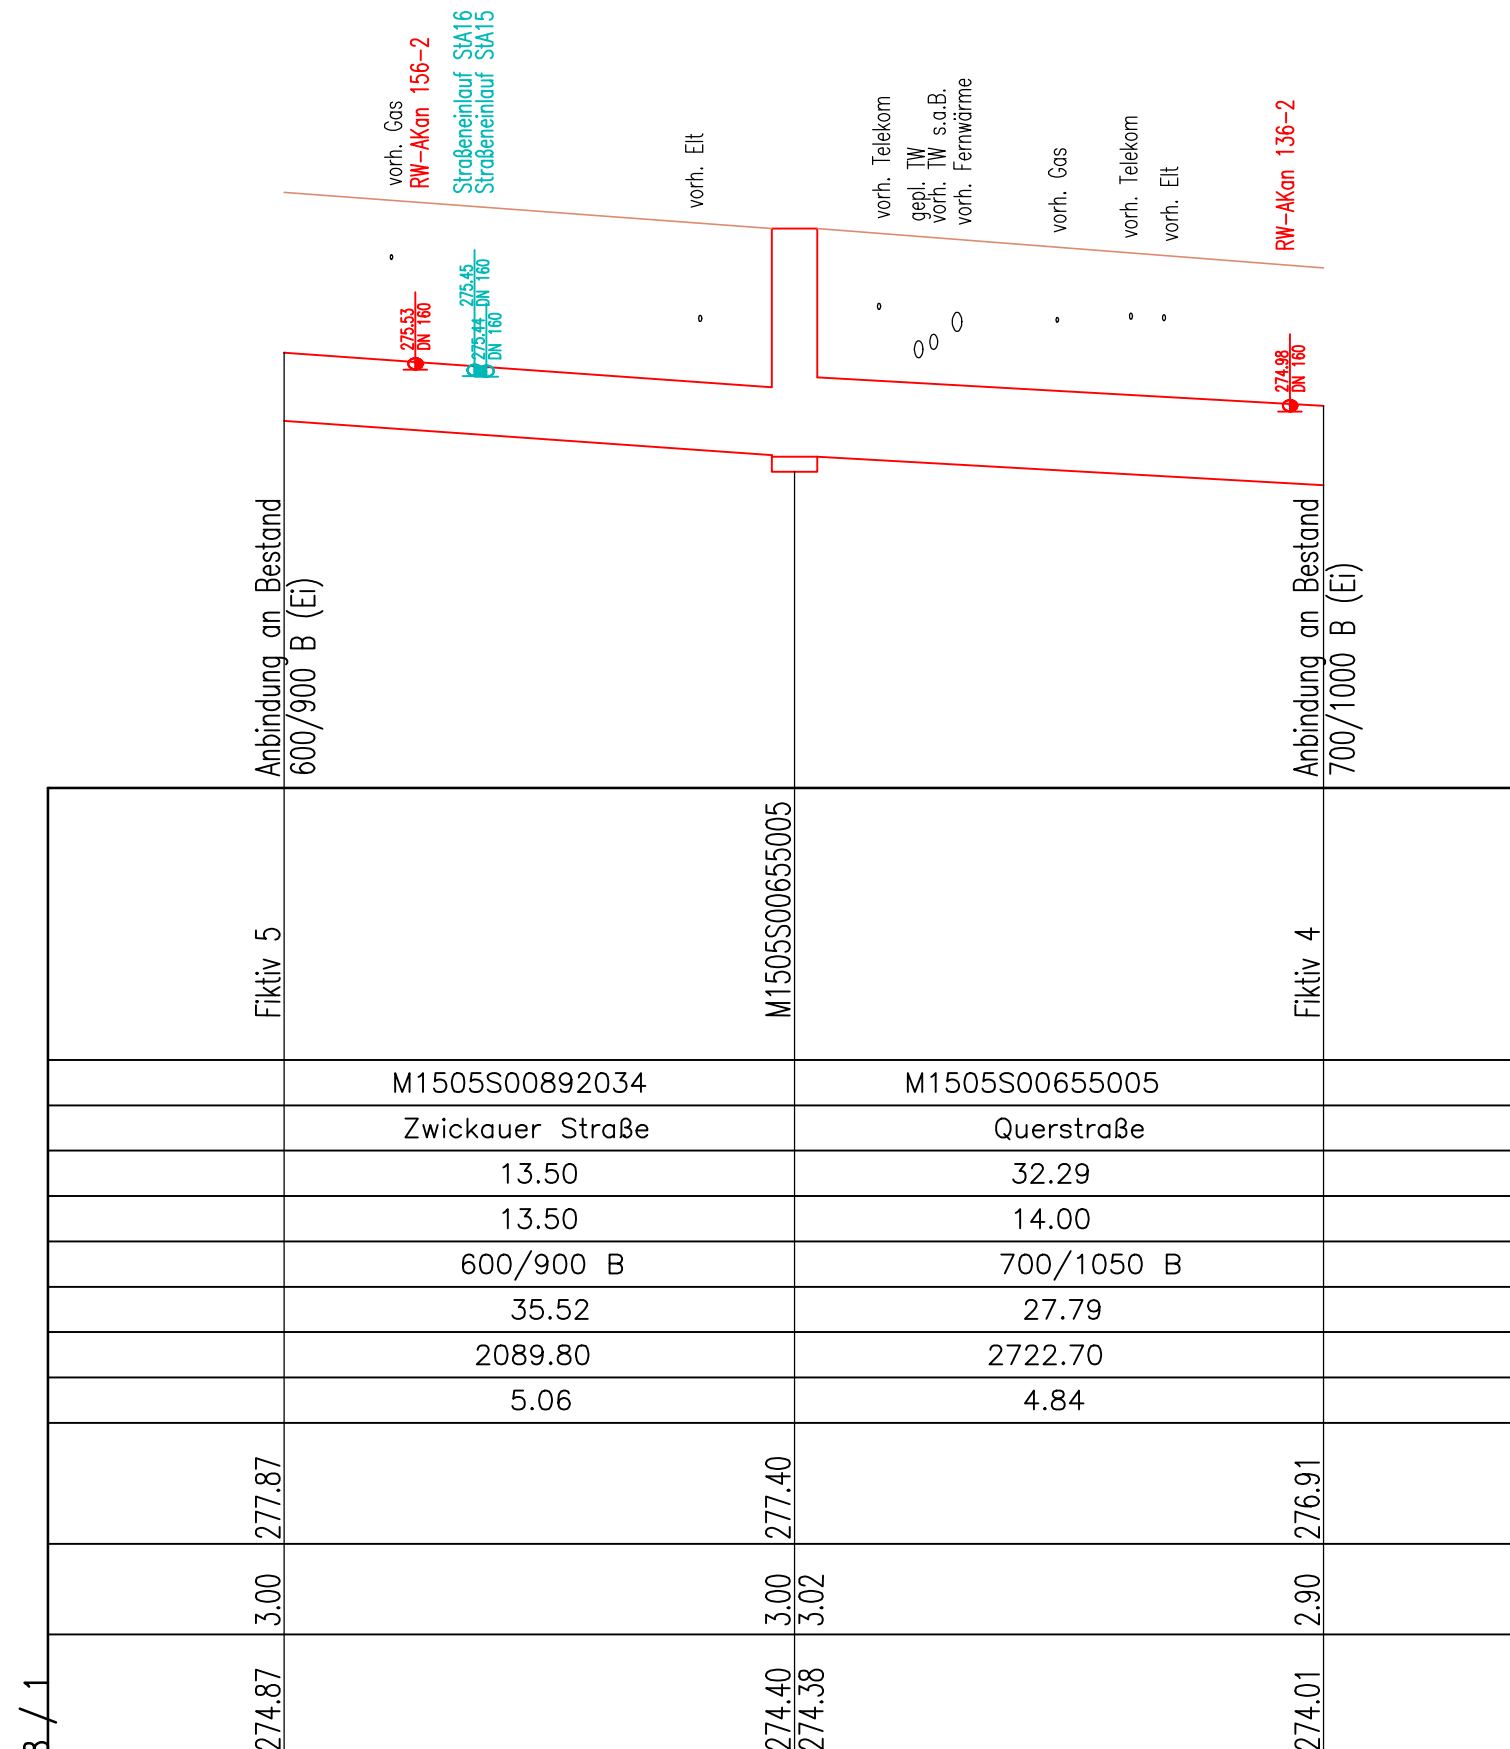 vorh. Gas
RW-AKan 156-2
Straßeneinlauf StA16
Straßeneinlauf StA15
vorh. Elt
vorh. Telekom
gepl. TW
vorh. TW s.a.B.
vorh. Fernwärme
vorh. Gas
vorh. Telekom
vorh. Elt
RW-AKan 136-2
275.53
DN 160
275.45
DN 160
275.44
DN 160
274.98
DN 160
Anbindung an Bestand
600/900 B (Ei)
Anbindung an Bestand
700/1000 B (Ei)
Fiktiv 5
M1505S00655005
Fiktiv 4
M1505S00892034 M1505S00655005
Zwickauer Straße Querstraße
13.50 32.29
13.50 14.00
600/900 B 700/1050 B
35.52 27.79
2089.80 2722.70
5.06 4.84
277.87 277.40 276.91
3.00 3.00 3.02 2.90
274.87 274.40 274.38 274.01
/ 1